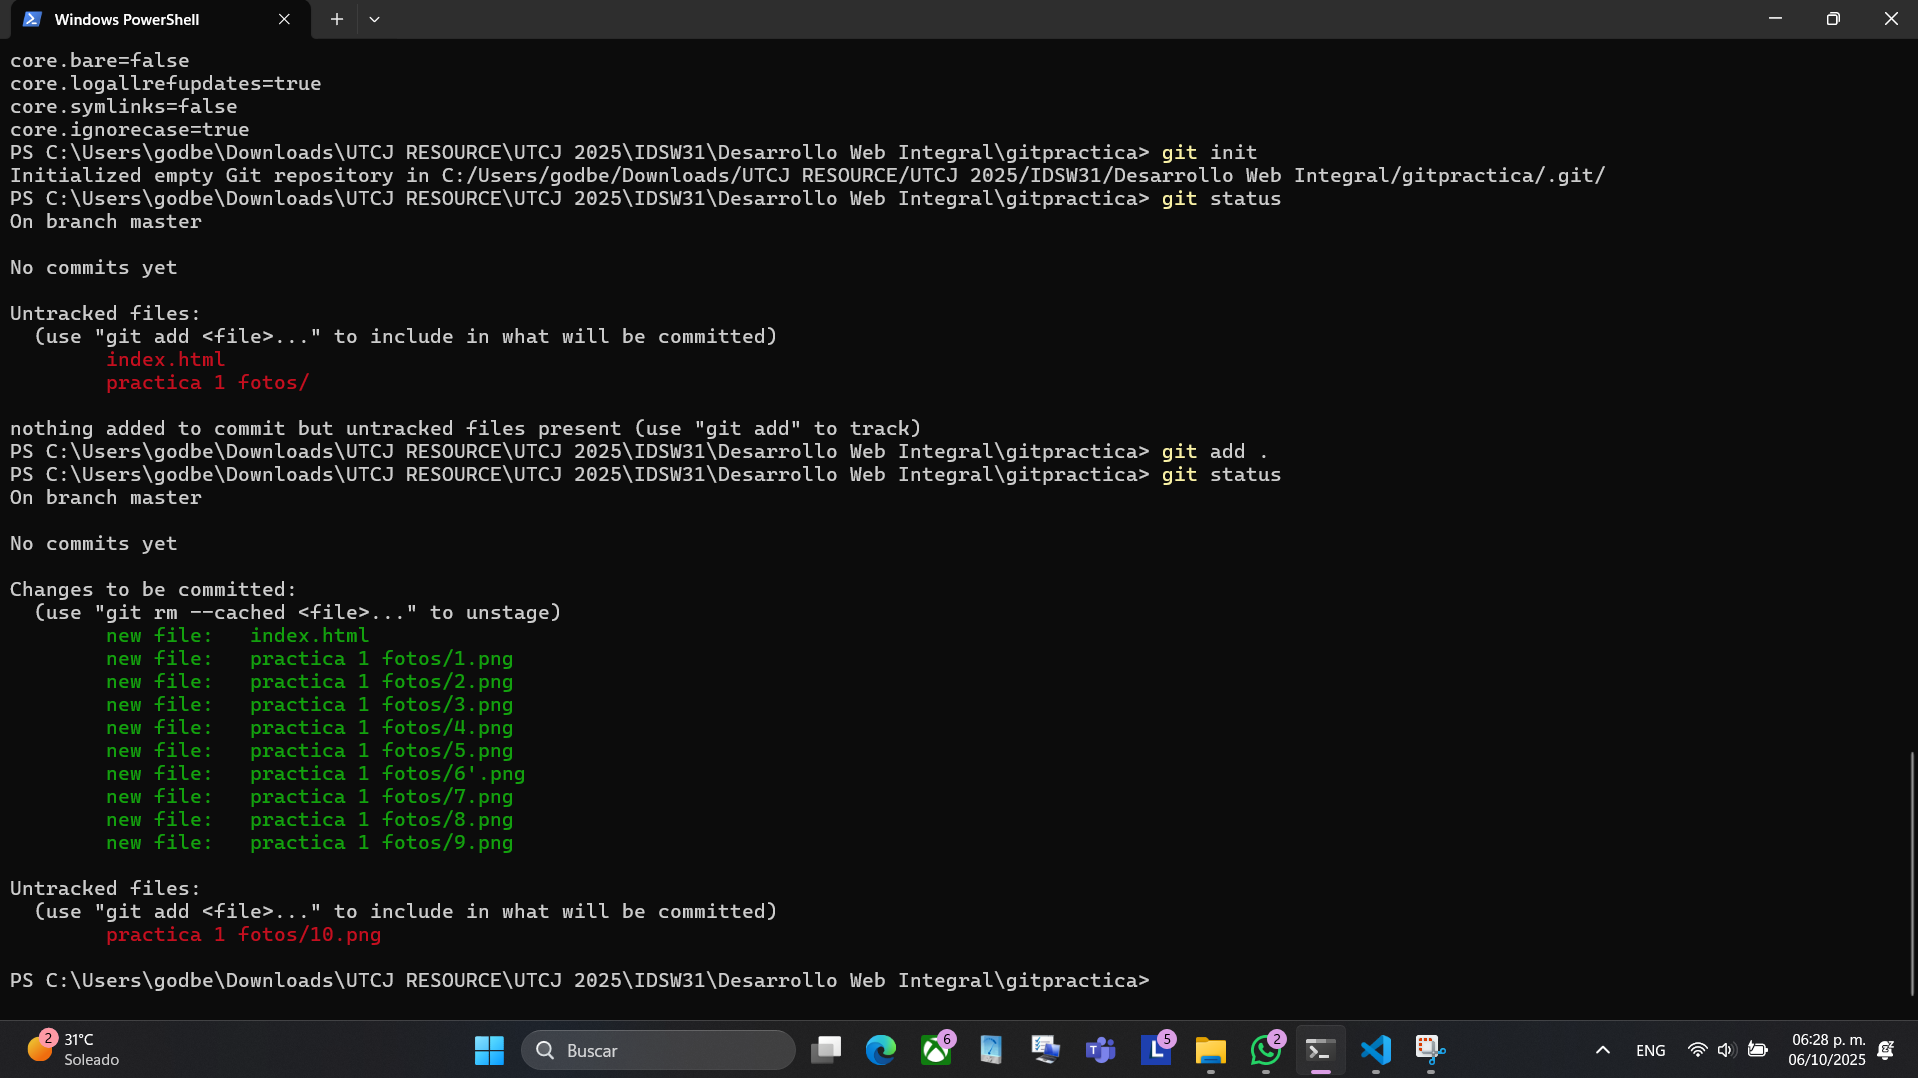 Windows PowerShell
core.bare=false
core.logallrefupdates=true
core.symlinks=false
core.ignorecase=true
PS C:\Users\godbe\Downloads\UTCJ RESOURCE\UTCJ 2025\IDSW31\Desarrollo Web Integral\gitpractica> git init
Initialized empty Git repository in C:/Users/godbe/Downloads/UTCJ RESOURCE/UTCJ 2025/IDSW31/Desarrollo Web Integral/gitpractica/.git/
PS C:\Users\godbe\Downloads\UTCJ RESOURCE\UTCJ 2025\IDSW31\Desarrollo Web Integral\gitpractica> git status
On branch master
No commits yet
Untracked files:
  (use "git add <file>..." to include in what will be committed)
        index.html
        practica 1 fotos/
nothing added to commit but untracked files present (use "git add" to track)
PS C:\Users\godbe\Downloads\UTCJ RESOURCE\UTCJ 2025\IDSW31\Desarrollo Web Integral\gitpractica> git add .
PS C:\Users\godbe\Downloads\UTCJ RESOURCE\UTCJ 2025\IDSW31\Desarrollo Web Integral\gitpractica> git status
On branch master
No commits yet
Changes to be committed:
  (use "git rm --cached <file>..." to unstage)
        new file:   index.html
        new file:   practica 1 fotos/1.png
        new file:   practica 1 fotos/2.png
        new file:   practica 1 fotos/3.png
        new file:   practica 1 fotos/4.png
        new file:   practica 1 fotos/5.png
        new file:   practica 1 fotos/6'.png
        new file:   practica 1 fotos/7.png
        new file:   practica 1 fotos/8.png
        new file:   practica 1 fotos/9.png
Untracked files:
  (use "git add <file>..." to include in what will be committed)
        practica 1 fotos/10.png
PS C:\Users\godbe\Downloads\UTCJ RESOURCE\UTCJ 2025\IDSW31\Desarrollo Web Integral\gitpractica>
2
31°C
Soleado
Buscar
6
T
L
5
2
ENG
06:28 p. m.
06/10/2025